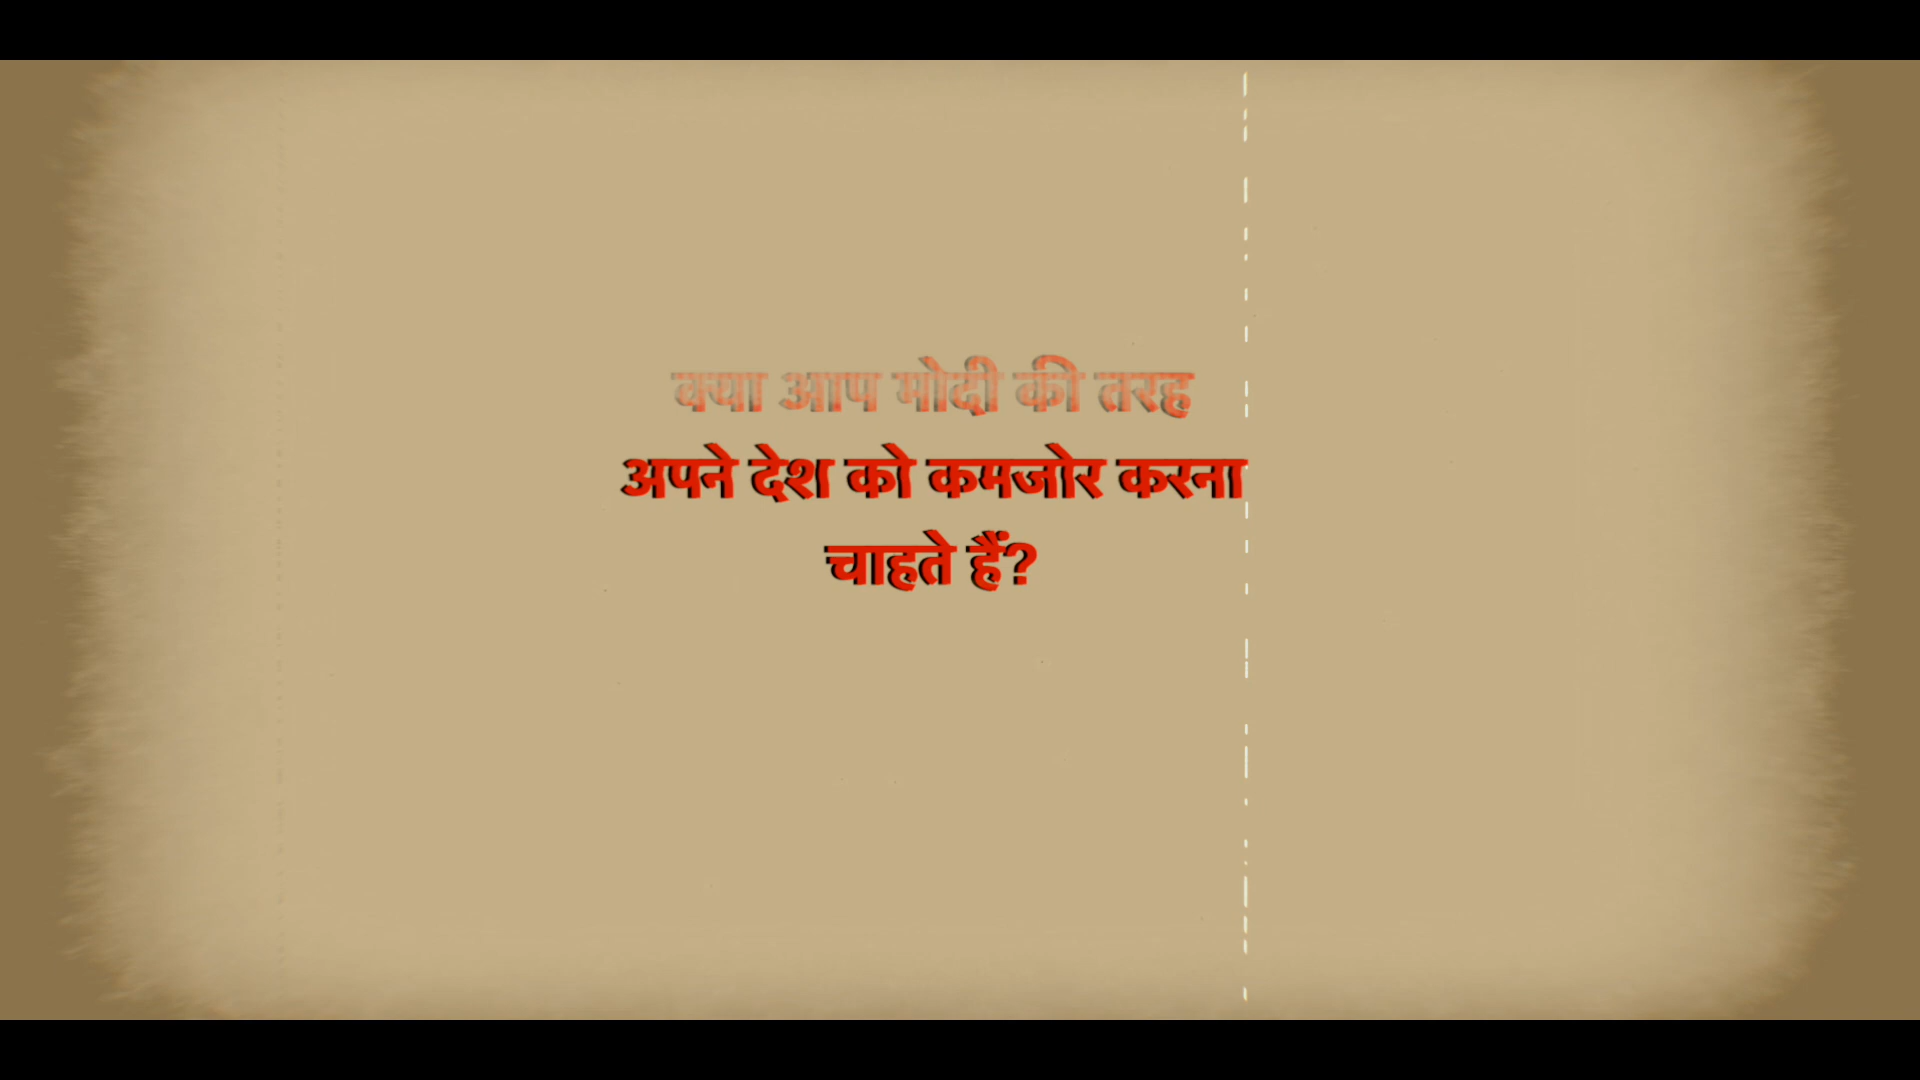 क्या आप मोदी की तरह
अपने देश को कमजोर करना
चाहते हैं?